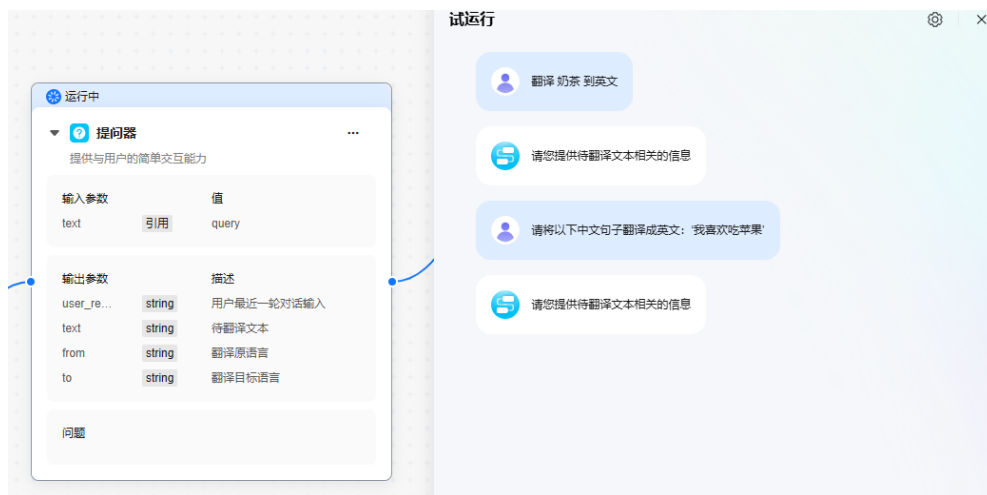 试运行
运行中
提问器
提供与用户的简单交互能力
输入参数 值
text 引用 query
输出参数 描述
user_re... string 用户最近一轮对话输入
text string 待翻译文本
from string 翻译原语言
to string 翻译目标语言
问题
翻译 奶茶 到英文
请您提供待翻译文本相关的信息
请将以下中文句子翻译成英文：'我喜欢吃苹果'
请您提供待翻译文本相关的信息